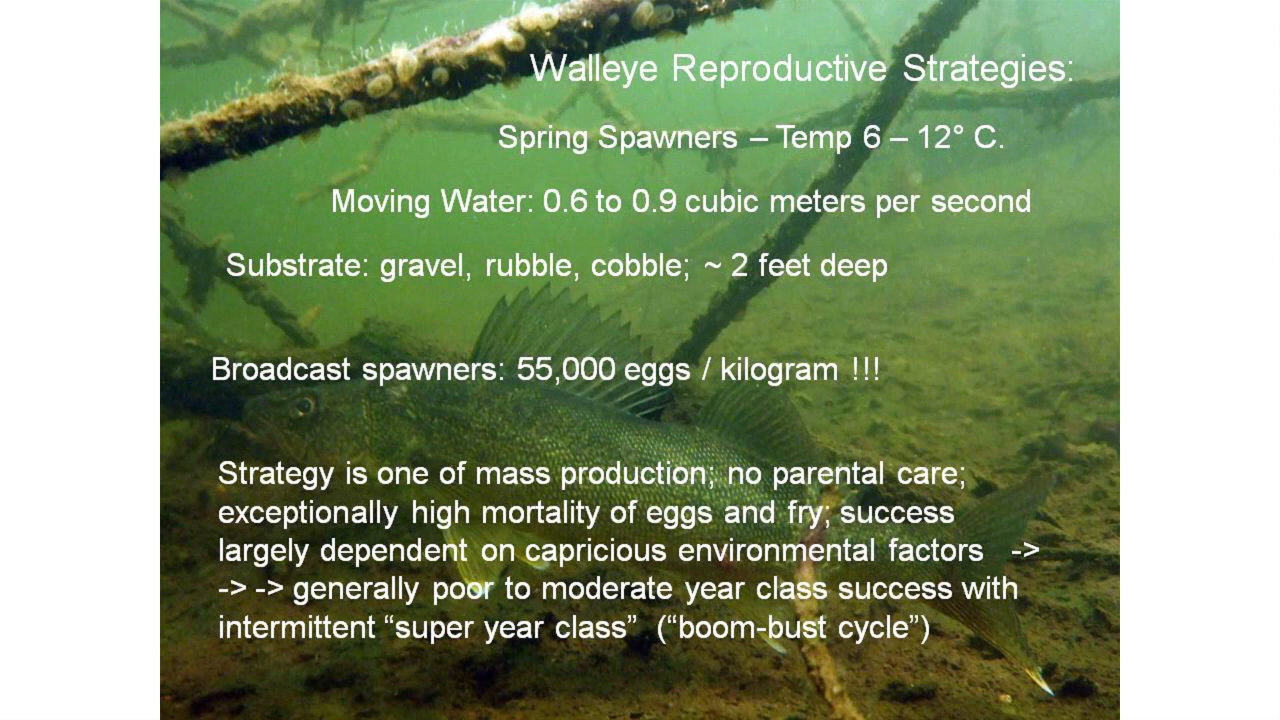 Walleye Reproductive Strategies:
Spring Spawners – Temp 6 – 12° C.
Moving Water: 0.6 to 0.9 cubic meters per second
Substrate: gravel, rubble, cobble; ~ 2 feet deep
Broadcast spawners: 55,000 eggs / kilogram !!!
Strategy is one of mass production; no parental care;
exceptionally high mortality of eggs and fry; success
largely dependent on capricious environmental factors ->
-> -> generally poor to moderate year class success with
intermittent “super year class” (“boom-bust cycle”)